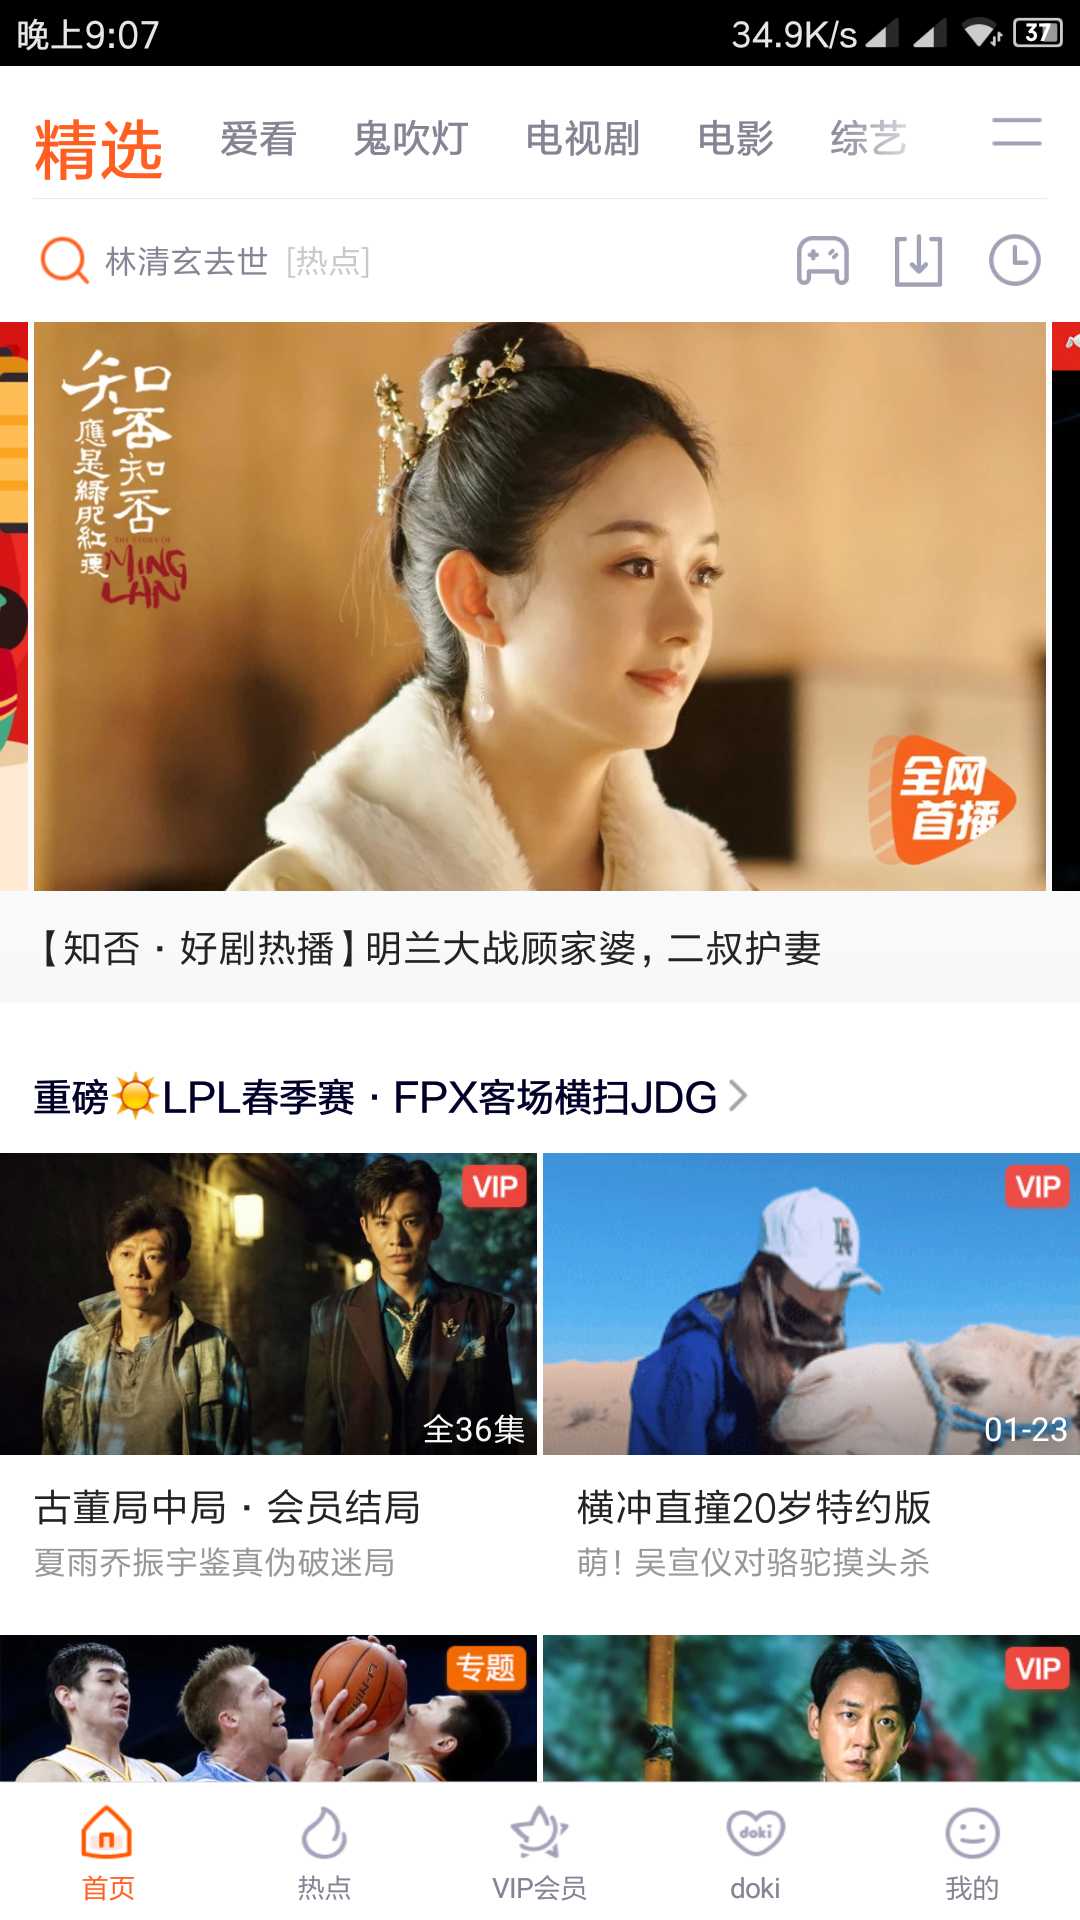 晚上9:07
34.9K/s
37
精选 爱看 鬼吹灯 电视剧 电影 综艺
林清玄去世 [热点]
知否知否
應是綠肥紅瘦
THE STORY OF
MING
LAN
全网
首播
【知否·好剧热播】明兰大战顾家婆，二叔护妻
重磅☀️LPL春季赛·FPX客场横扫JDG
VIP
全36集
VIP
01-23
古董局中局·会员结局
夏雨乔振宇鉴真伪破迷局
横冲直撞20岁特约版
萌！吴宣仪对骆驼摸头杀
专题
LI-NING
VIP
首页 热点 VIP会员 doki 我的